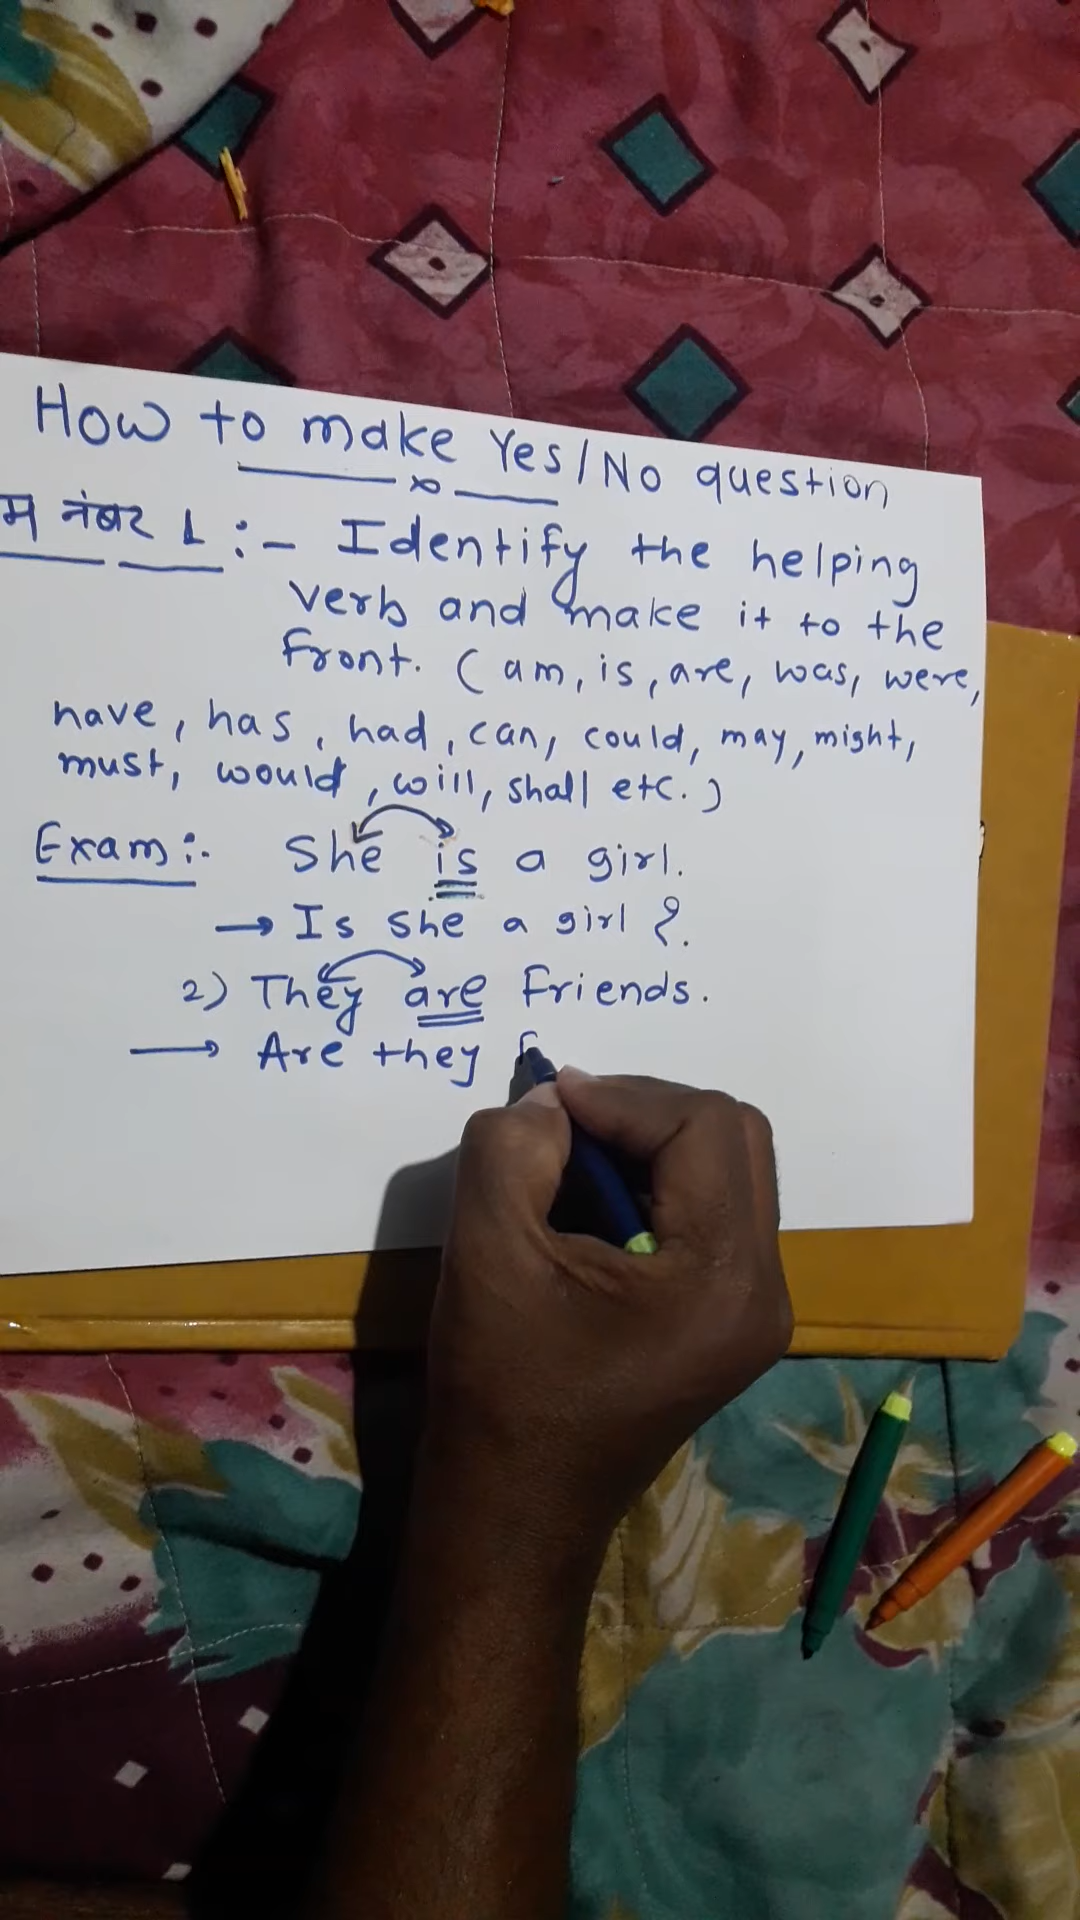 How to make Yes/No question
म नंबर 1 :- Identify the helping
verb and make it to the
front. (am, is, are, was, were,
have, has, had, can, could, may, might,
must, would, will, shall etc.)
Exam:- She is a girl.
→ Is she a girl ?
2) They are friends.
→ Are they f